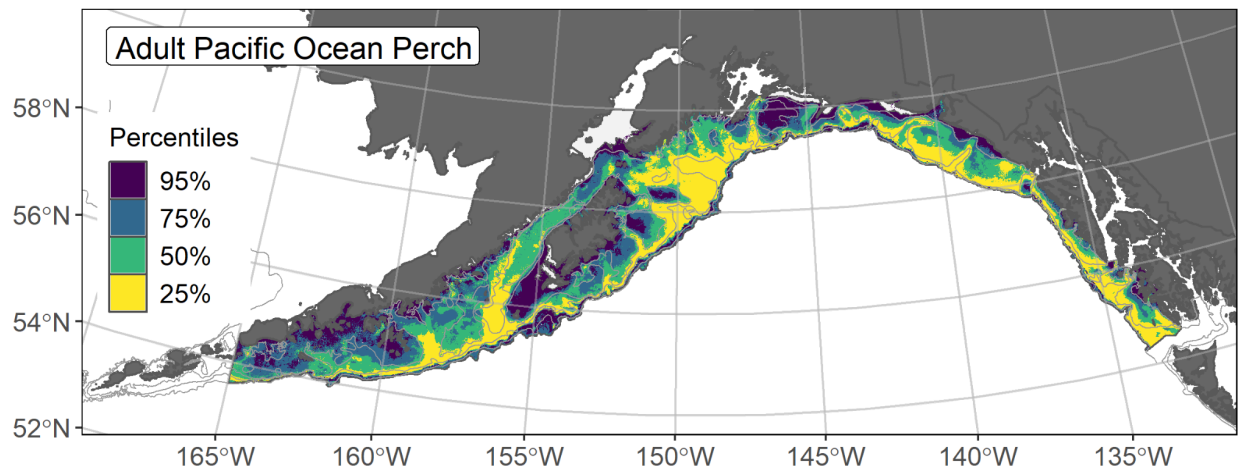 Adult Pacific Ocean Perch
58°N
56°N
54°N
52°N
Percentiles
95%
75%
50%
25%
165°W 160°W 155°W 150°W 145°W 140°W 135°W